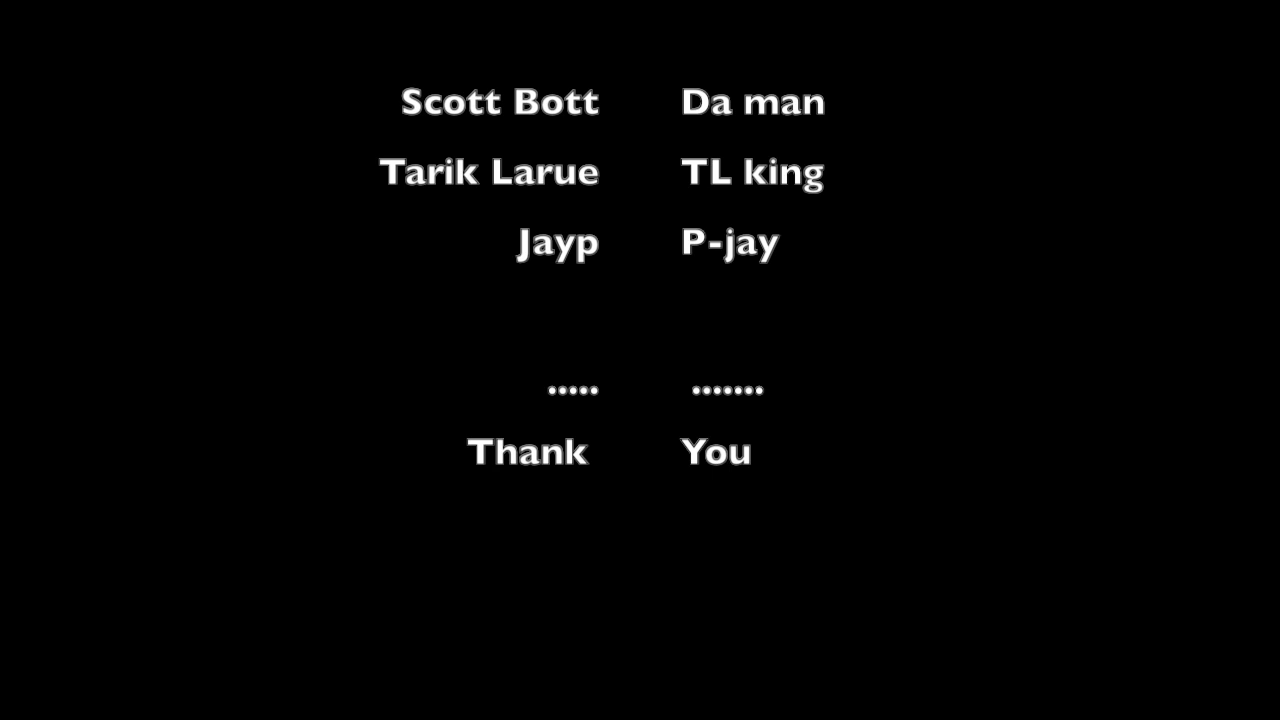 Scott Bott Da man
Tarik Larue TL king
Jayp P-jay
..... .......
Thank You